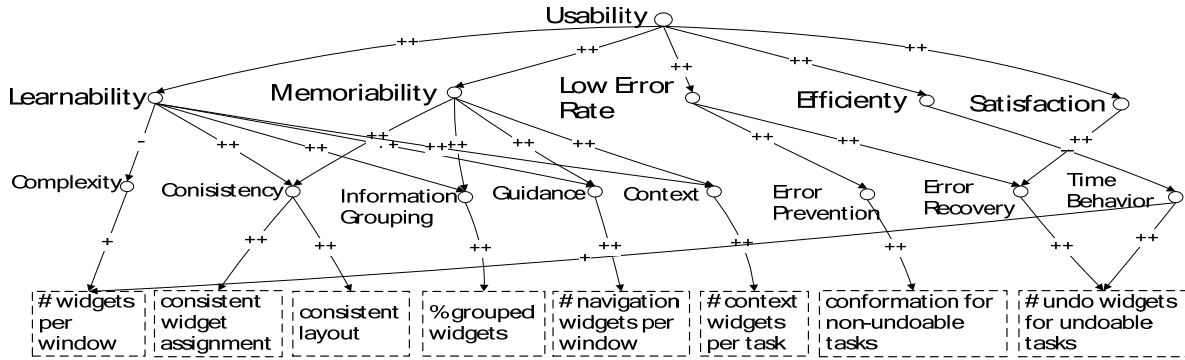 Usability
++
++
++
++
++
Learnability
Memoriability
Low Error
Rate
Efficienty
Satisfaction
-
++
++
++
++
++
++
++
++
++
++
Complexity
Conisistency
Information
Grouping
Guidance
Context
Error
Prevention
Error
Recovery
Time
Behavior
+
++
++
++
++
++
+
++
++
++
# widgets
per
window
consistent
widget
assignment
consistent
layout
% grouped
widgets
# navigation
widgets per
window
# context
widgets
per task
conformation for
non-undoable
tasks
# undo widgets
for undoable
tasks